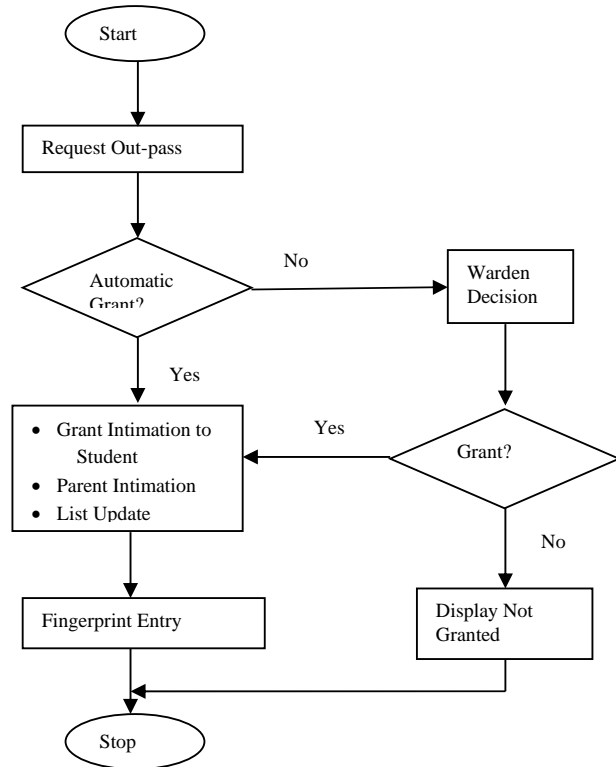 Start
Request Out-pass
Automatic
Grant?
No
Warden
Decision
Yes
• Grant Intimation to
Student
• Parent Intimation
• List Update
Yes
Grant?
No
Fingerprint Entry
Display Not
Granted
Stop